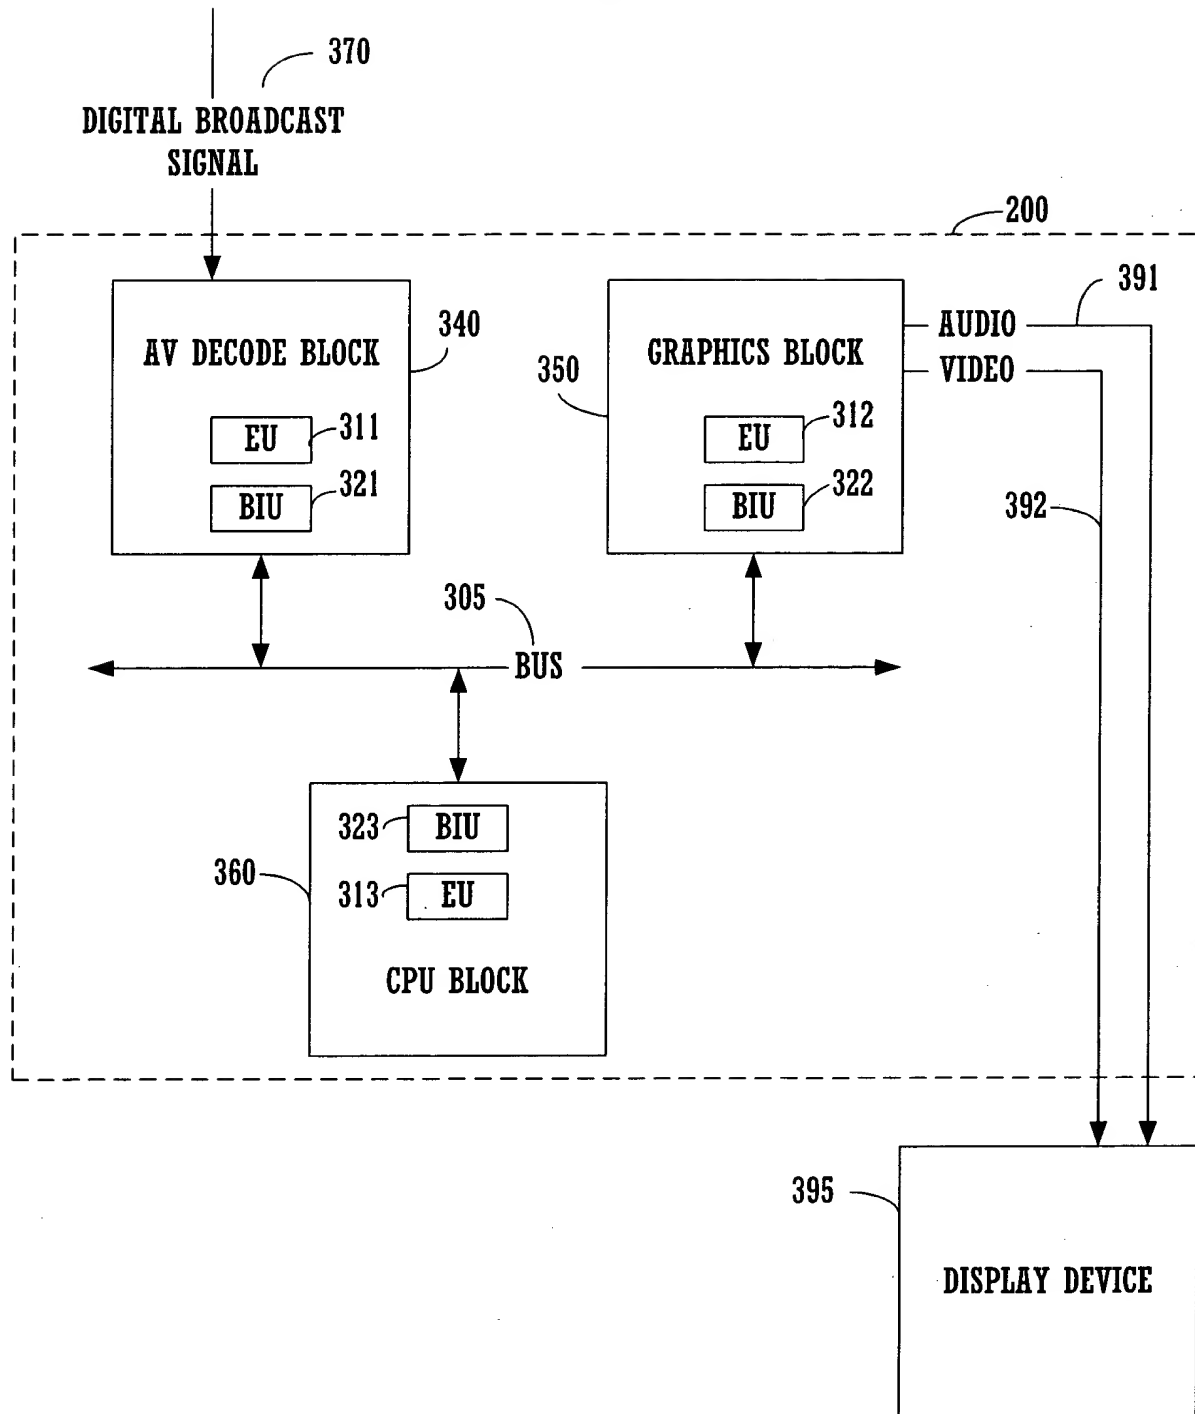 370
DIGITAL BROADCAST
SIGNAL
200
391
AV DECODE BLOCK
340
GRAPHICS BLOCK
350
AUDIO
VIDEO
EU
311
BIU
321
EU
312
BIU
322
392
305
BUS
323
BIU
360
313
EU
CPU BLOCK
395
DISPLAY DEVICE